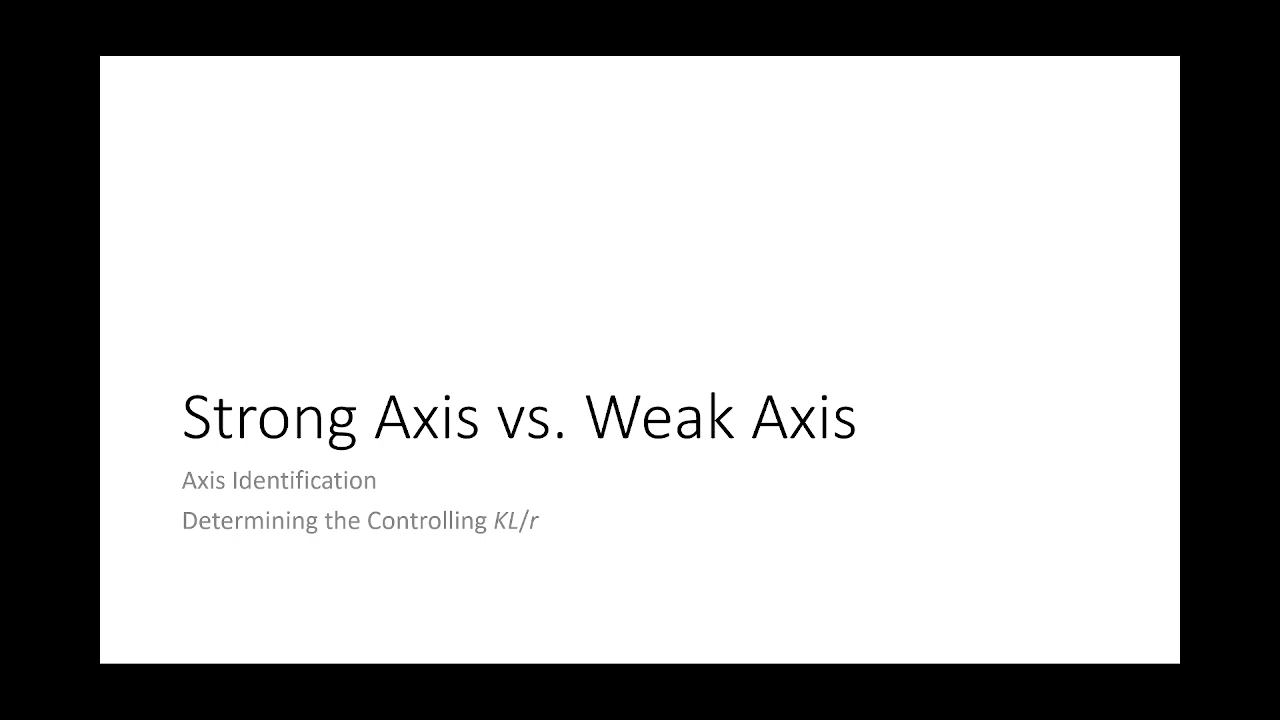 Strong Axis vs. Weak Axis
Axis Identification
Determining the Controlling KL/r